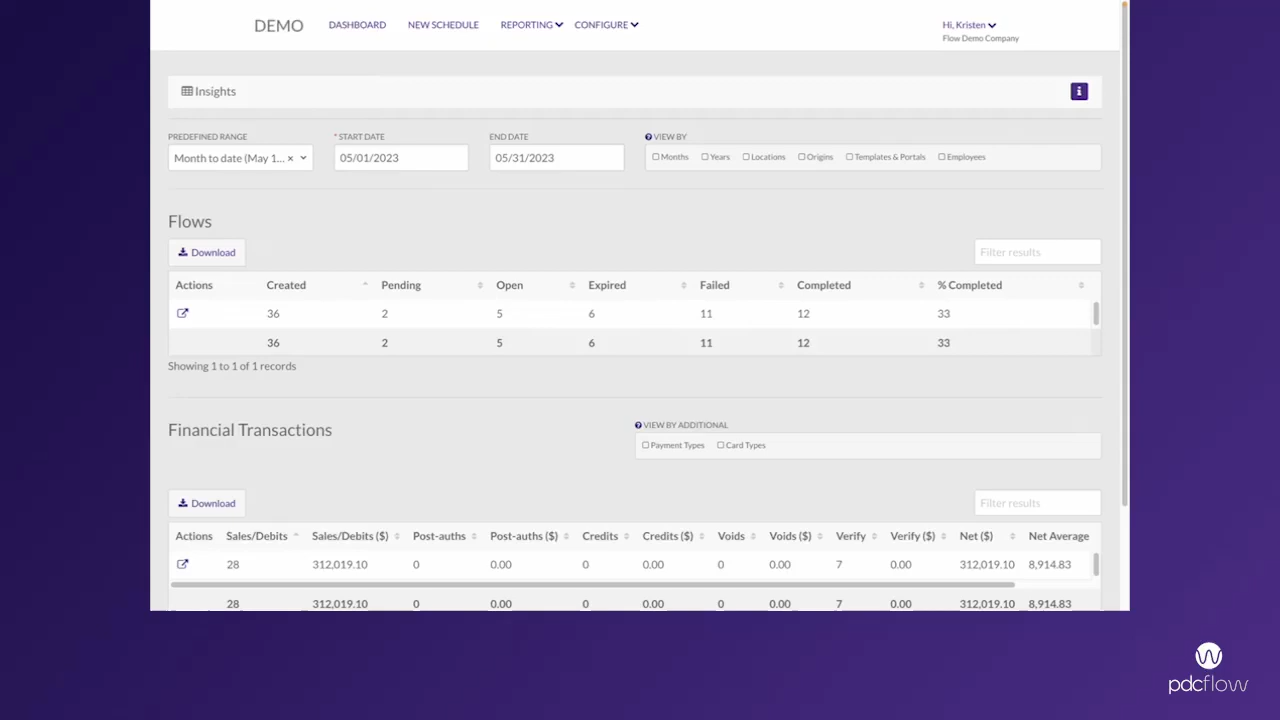 DEMO DASHBOARD NEW SCHEDULE REPORTING CONFIGURE Hi, Kristen
Flow Demo Company
Insights
PREDEFINED RANGE * START DATE END DATE VIEW BY
Month to date (May 1... × 05/01/2023 05/31/2023 Months Years Locations Origins Templates & Portals Employees
Flows
Download Filter results
Actions Created Pending Open Expired Failed Completed % Completed
36 2 5 6 11 12 33
36 2 5 6 11 12 33
Showing 1 to 1 of 1 records
Financial Transactions VIEW BY ADDITIONAL
Payment Types Card Types
Download Filter results
Actions Sales/Debits Sales/Debits ($) Post-auths Post-auths ($) Credits Credits ($) Voids Voids ($) Verify Verify ($) Net ($) Net Average
28 312,019.10 0 0.00 0 0.00 0 0.00 7 0.00 312,019.10 8,914.83
28 312,019.10 0 0.00 0 0.00 0 0.00 7 0.00 312,019.10 8,914.83
pdcflow